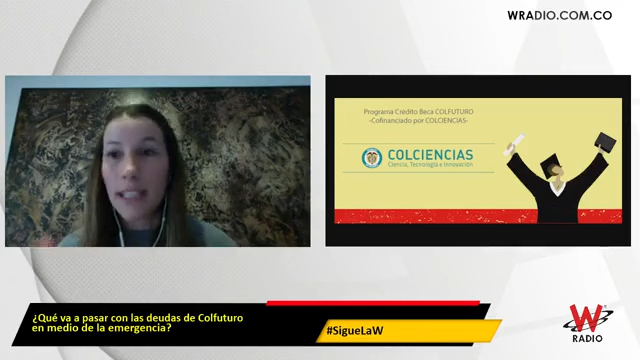 WRADIO.COM.CO
Programa Crédito Beca COLFUTURO
-Cofinanciado por COLCIENCIAS-
COLCIENCIAS
Ciencia, Tecnología e Innovación
¿Qué va a pasar con las deudas de Colfuturo
en medio de la emergencia?
#SigueLaW
W
RADIO